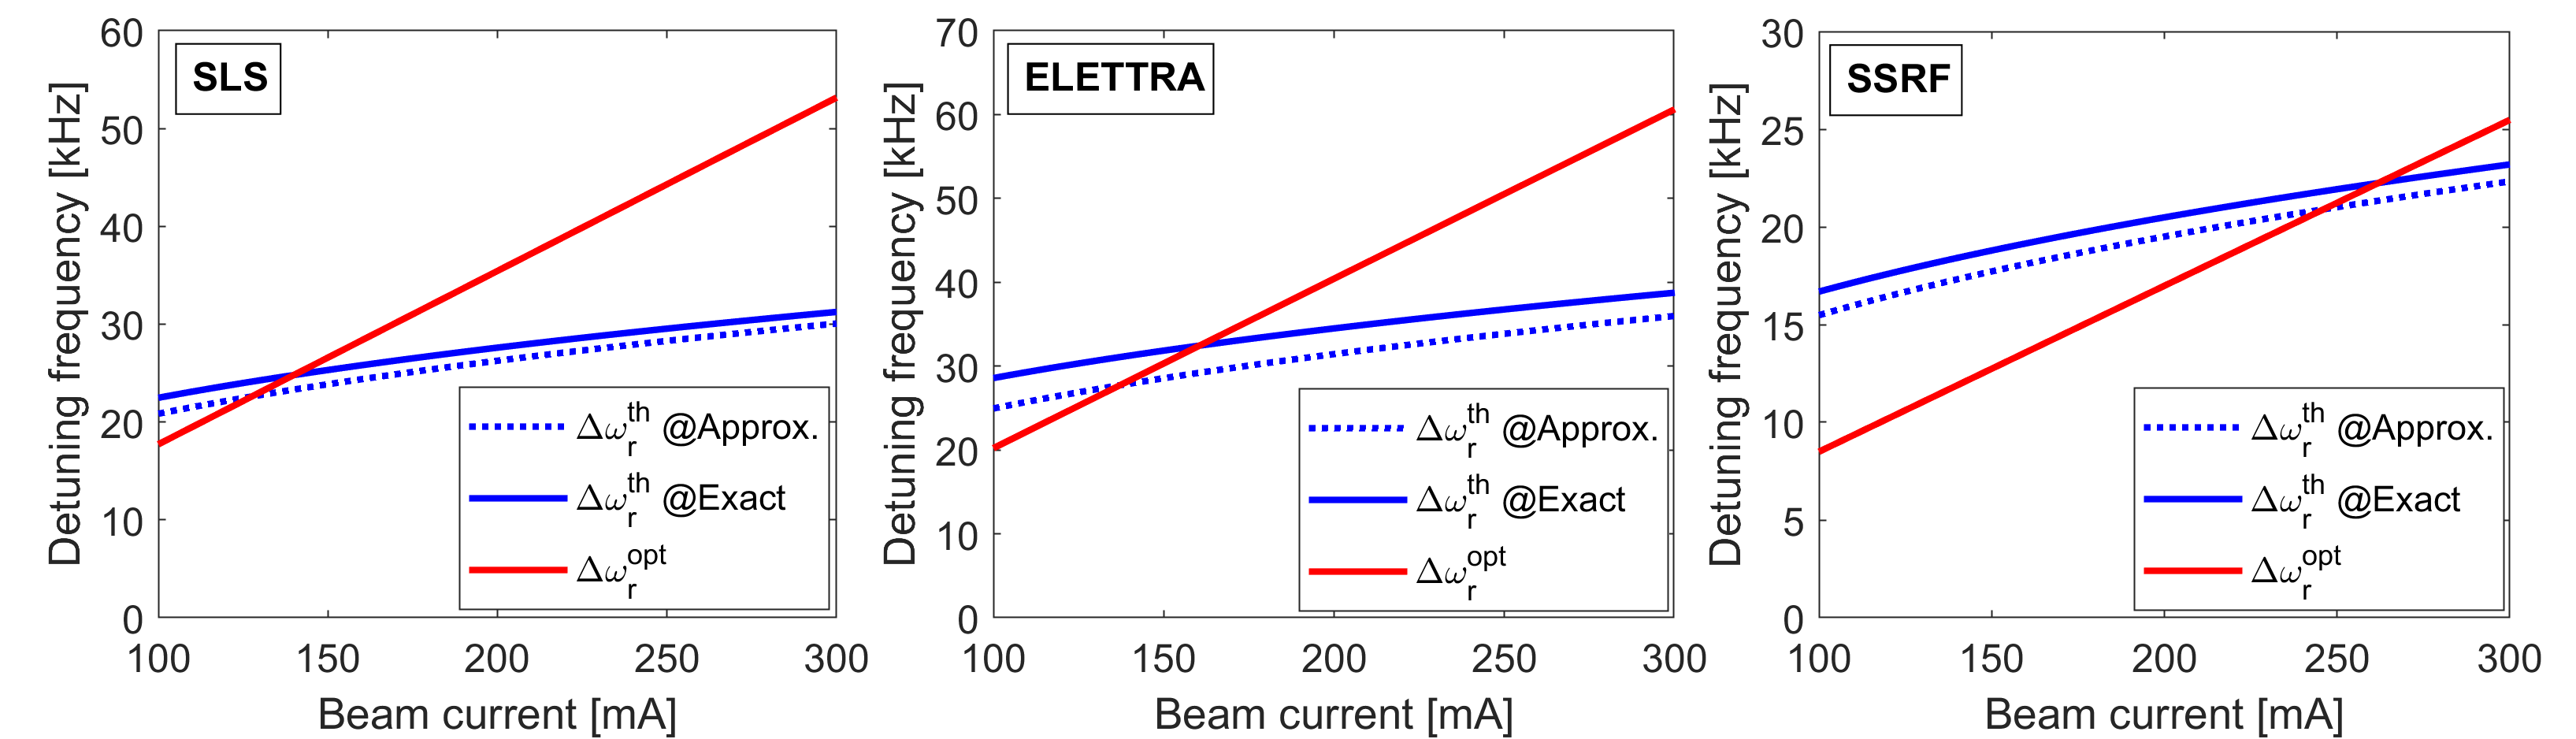 SLS
Detuning frequency [kHz]
60
50
40
30
20
10
0
100 150 200 250 300
Beam current [mA]
Δω_r^th @Approx.
Δω_r^th @Exact
Δω_r^opt
ELETTRA
Detuning frequency [kHz]
70
60
50
40
30
20
10
0
100 150 200 250 300
Beam current [mA]
Δω_r^th @Approx.
Δω_r^th @Exact
Δω_r^opt
SSRF
Detuning frequency [kHz]
30
25
20
15
10
5
0
100 150 200 250 300
Beam current [mA]
Δω_r^th @Approx.
Δω_r^th @Exact
Δω_r^opt